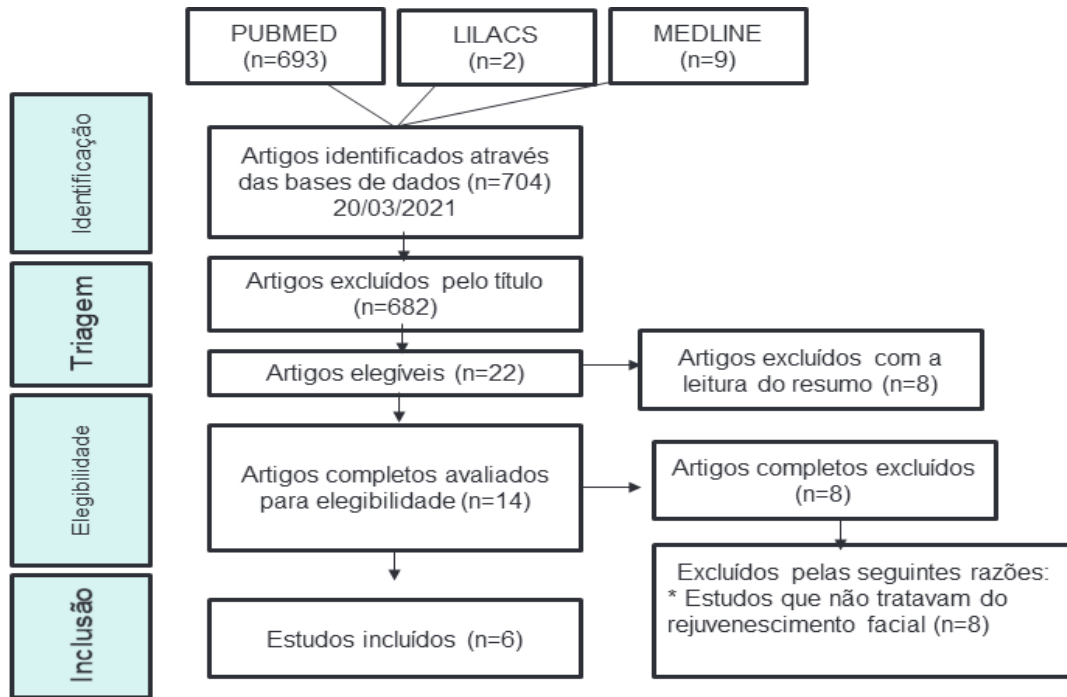 PUBMED
(n=693)
LILACS
(n=2)
MEDLINE
(n=9)
Identificação
Artigos identificados através
das bases de dados (n=704)
20/03/2021
Triagem
Artigos excluídos pelo título
(n=682)
Artigos elegíveis (n=22)
Artigos excluídos com a
leitura do resumo (n=8)
Elegibilidade
Artigos completos avaliados
para elegibilidade (n=14)
Artigos completos excluídos
(n=8)
Excluídos pelas seguintes razões:
* Estudos que não tratavam do
rejuvenescimento facial (n=8)
Inclusão
Estudos incluídos (n=6)